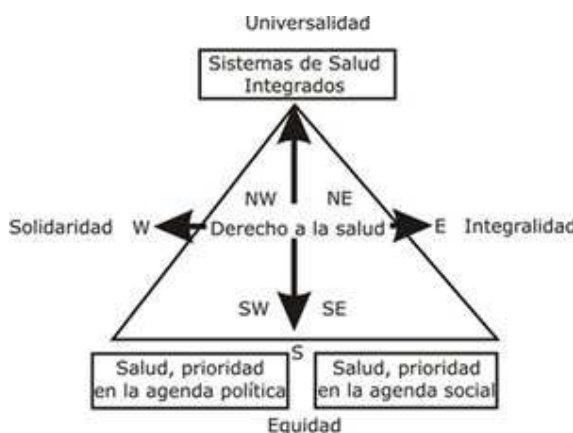 Universalidad
Sistemas de Salud
Integrados
NW NE
Solidaridad W Derecho a la salud E Integralidad
SW SE
S
Salud, prioridad
en la agenda política
Salud, prioridad
en la agenda social
Equidad